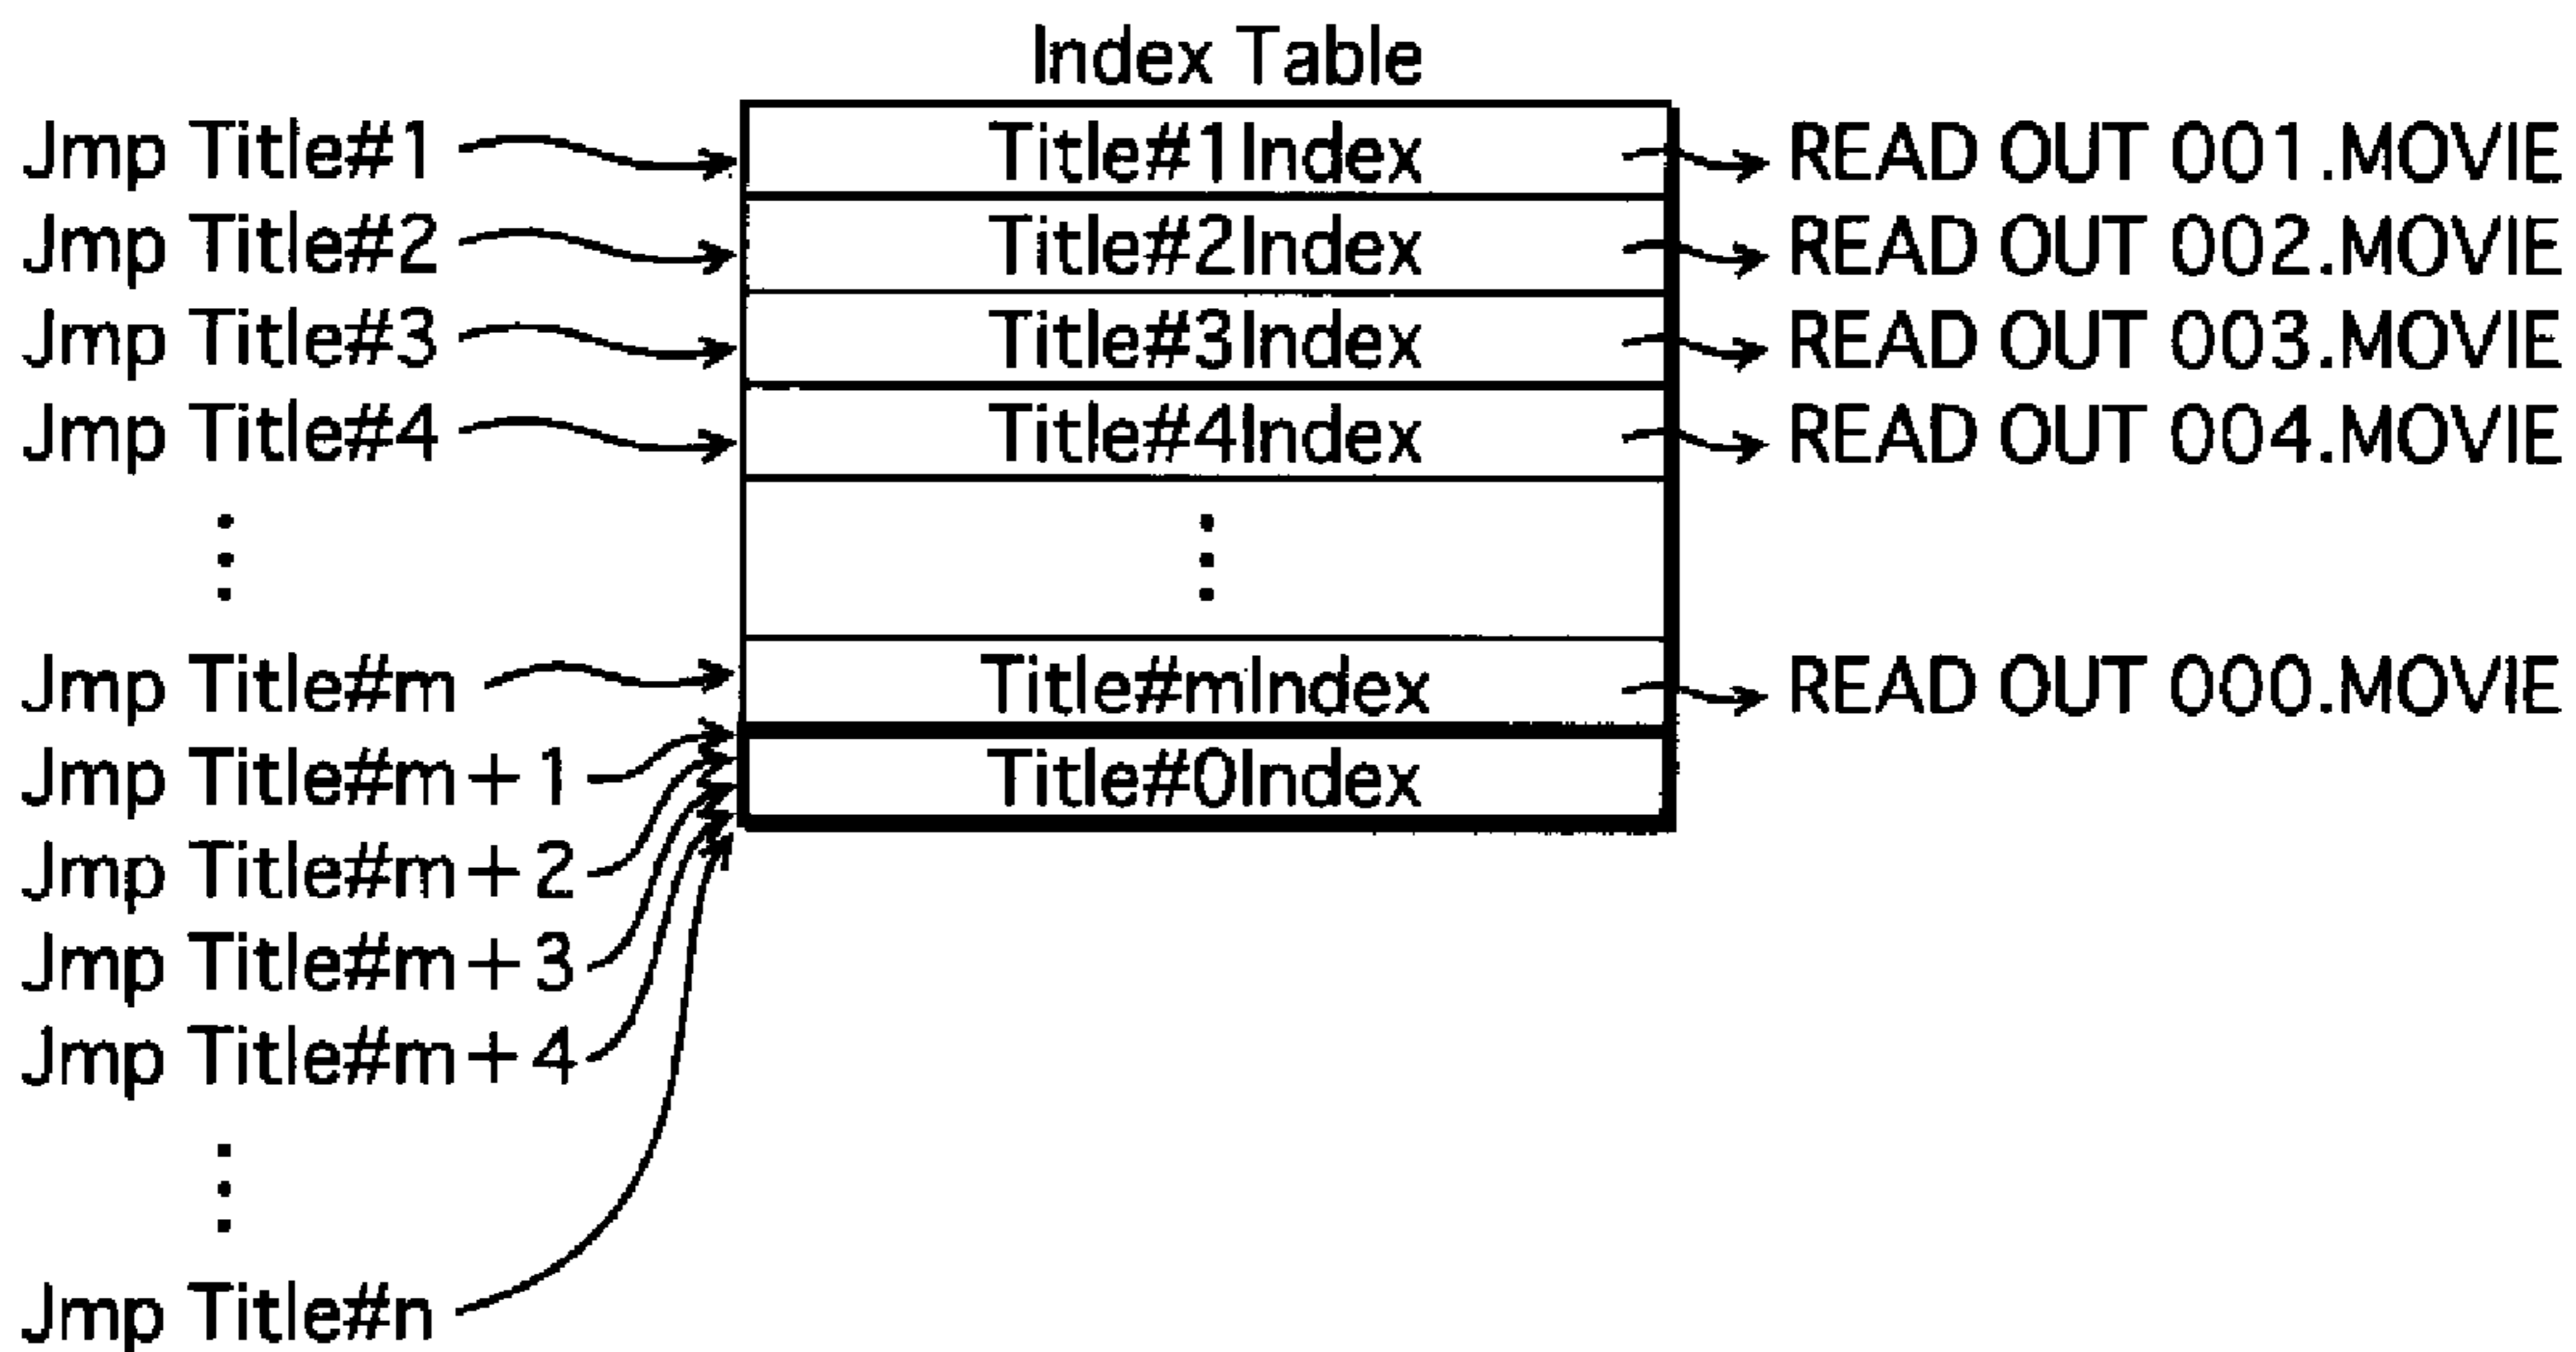 Index Table
Jmp Title#1 Title#1Index READ OUT 001.MOVIE
Jmp Title#2 Title#2Index READ OUT 002.MOVIE
Jmp Title#3 Title#3Index READ OUT 003.MOVIE
Jmp Title#4 Title#4Index READ OUT 004.MOVIE
Jmp Title#m Title#mIndex READ OUT 000.MOVIE
Jmp Title#m+1 Title#0Index
Jmp Title#m+2
Jmp Title#m+3
Jmp Title#m+4
Jmp Title#n